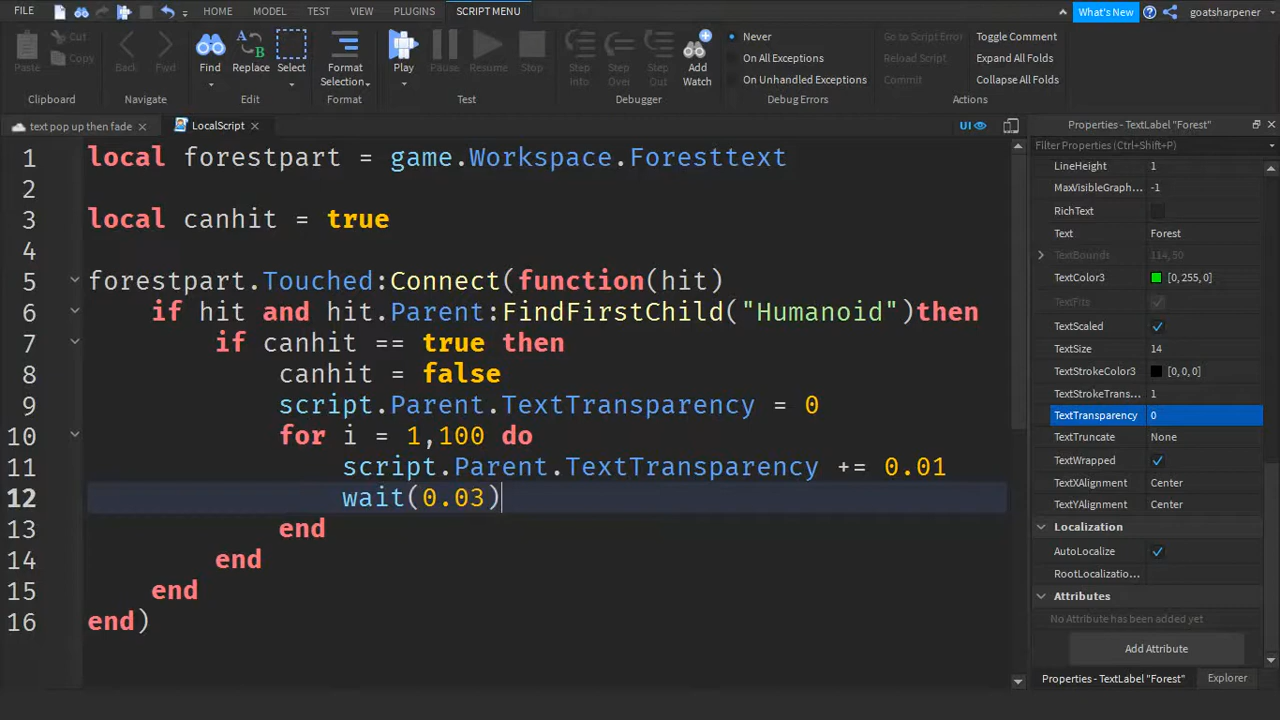 FILE HOME MODEL TEST VIEW PLUGINS SCRIPT MENU What's New goatsharpener
Paste Cut Copy Back Fwd Find Replace Select Format Selection Play Pause Resume Stop Step Into Step Over Step Out Add Watch Never On All Exceptions On Unhandled Exceptions Go to Script Error Reload Script Commit Toggle Comment Expand All Folds Collapse All Folds
Clipboard Navigate Edit Format Test Debugger Debug Errors Actions
text pop up then fade LocalScript UI Properties - TextLabel "Forest"
1 local forestpart = game.Workspace.Foresttext
2
3 local canhit = true
4
5 forestpart.Touched:Connect(function(hit)
6 if hit and hit.Parent:FindFirstChild("Humanoid")then
7 if canhit == true then
8 canhit = false
9 script.Parent.TextTransparency = 0
10 for i = 1,100 do
11 script.Parent.TextTransparency += 0.01
12 wait(0.03)
13 end
14 end
15 end
16 end)
Filter Properties (Ctrl+Shift+P)
LineHeight 1
MaxVisibleGraph... -1
RichText
Text Forest
TextBounds 114, 50
TextColor3 [0, 255, 0]
TextFits
TextScaled
TextSize 14
TextStrokeColor3 [0, 0, 0]
TextStrokeTrans... 1
TextTransparency 0
TextTruncate None
TextWrapped
TextXAlignment Center
TextYAlignment Center
Localization
AutoLocalize
RootLocalizatio...
Attributes
No Attribute has been added yet
Add Attribute
Properties - TextLabel "Forest" Explorer